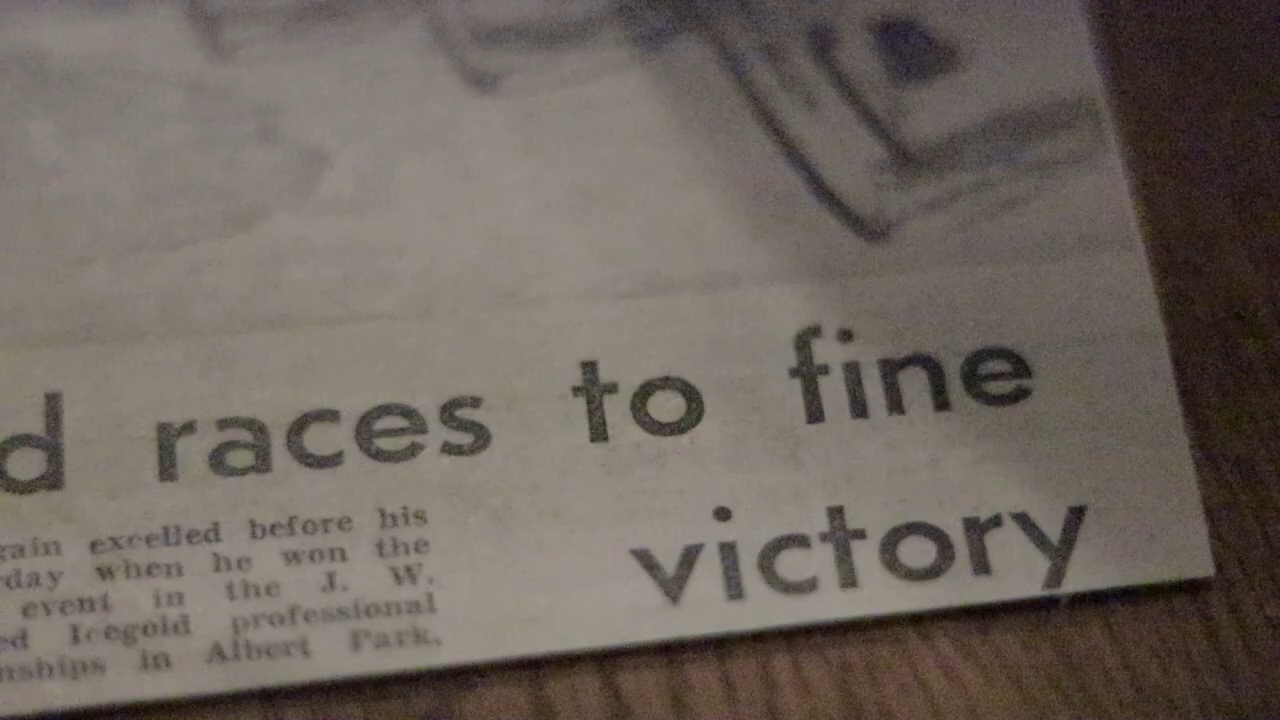 d races to fine
victory
gain excelled before his
day when he won the
event in the J. W.
ed Icegold professional
nships in Albert Park,